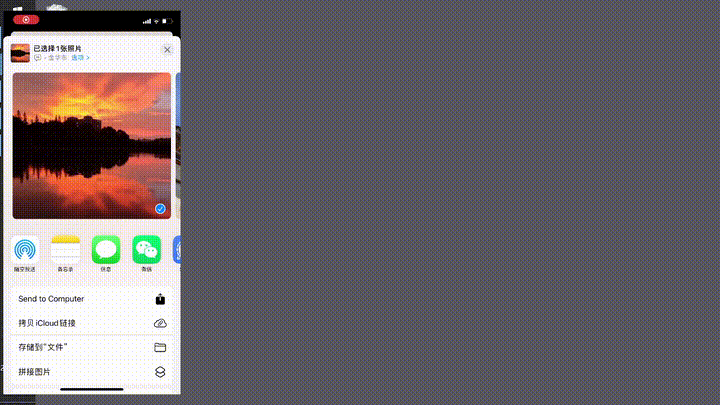 已选择1张照片
选项 >
隔空投送
备忘录
信息
微信
Send to Computer
拷贝 iCloud链接
存储到“文件”
拼接图片